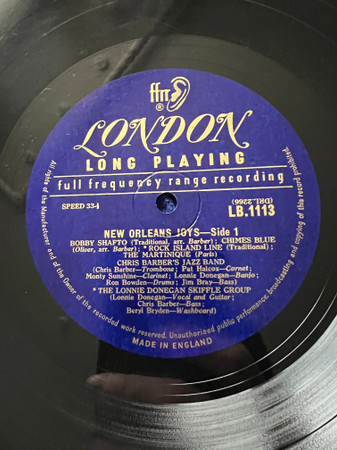 ffrr
®
LONDON
LONG PLAYING
full frequency range recording
SPEED 33⅓
(DRL.2266)
LB.1113
NEW ORLEANS JOYS—Side 1
BOBBY SHAFTO (Traditional, arr. Barber); CHIMES BLUE
(Oliver, arr. Barber); *ROCK ISLAND LINE (Traditional);
THE MARTINIQUE (Paris)
CHRIS BARBER'S JAZZ BAND
(Chris Barber—Trombone; Pat Halcox—Cornet;
Monty Sunshine—Clarinet; Lonnie Donegan—Banjo;
Ron Bowden—Drums; Jim Bray—Bass)
*THE LONNIE DONEGAN SKIFFLE GROUP
(Lonnie Donegan—Vocal and Guitar;
Chris Barber—Bass;
Beryl Bryden—Washboard)
MADE IN ENGLAND
All rights of the Manufacturer and of the Owner of the recorded work reserved. Unauthorized public performance, broadcasting and copying of this record prohibited.